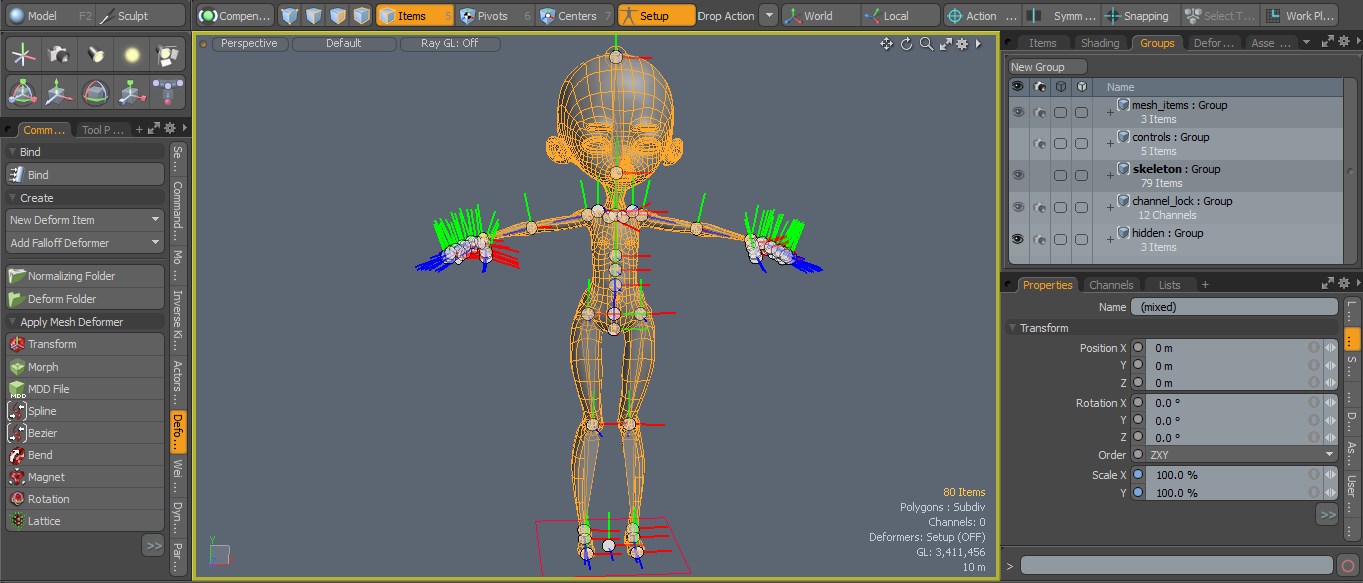 Model F2 Sculpt Compen... Items 5 Pivots 6 Centers 7 Setup Drop Action World Local Action ... Symm ... Snapping Select T... Work Pl...
Comm... Tool P ... +
Bind
Bind
Create
New Deform Item
Add Falloff Deformer
Normalizing Folder
Deform Folder
Apply Mesh Deformer
Transform
Morph
MDD File
MDD
Spline
Bezier
Bend
Magnet
Rotation
Lattice
>>
Se ...
Command...
Mo ...
Inverse Ki...
Actors...
Defo...
Wei ...
Dyn...
Par...
Perspective Default Ray GL: Off
80 Items
Polygons : Subdiv
Channels: 0
Deformers: Setup (OFF)
GL: 3,411,456
10 m
Y
Items Shading Groups Defor... Asse ...
New Group
Name
+ mesh_items : Group
3 Items
+ controls : Group
5 Items
+ skeleton : Group
79 Items
+ channel_lock : Group
12 Channels
+ hidden : Group
3 Items
Properties Channels Lists +
Name (mixed)
Transform
Position X 0 m
Y 0 m
Z 0 m
Rotation X 0.0 °
Y 0.0 °
Z 0.0 °
Order ZXY
Scale X 100.0 %
Y 100.0 %
>>
L...
...
S...
D...
As...
User ...
>